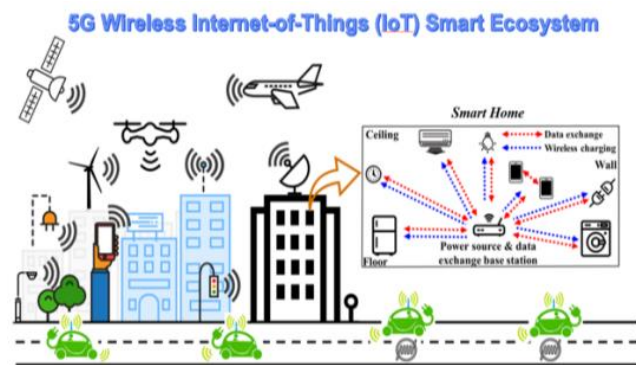 5G Wireless Internet-of-Things (IoT) Smart Ecosystem
Smart Home
Ceiling
Data exchange
Wireless charging
Wall
Power source & data
exchange base station
Floor